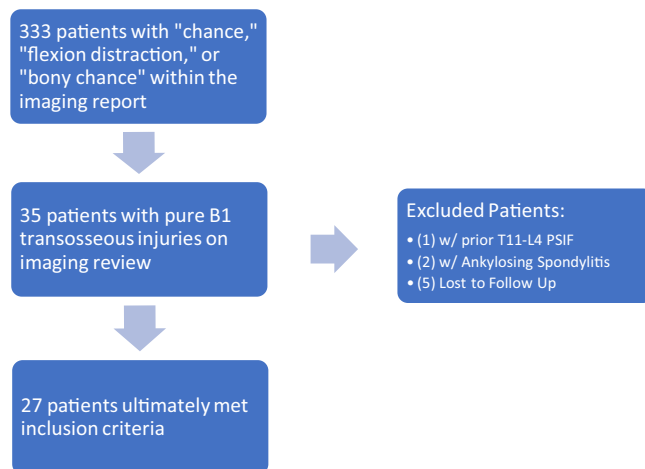 333 patients with "chance,"
"flexion distraction," or
"bony chance" within the
imaging report
35 patients with pure B1
transosseous injuries on
imaging review
Excluded Patients:
• (1) w/ prior T11-L4 PSIF
• (2) w/ Ankylosing Spondylitis
• (5) Lost to Follow Up
27 patients ultimately met
inclusion criteria